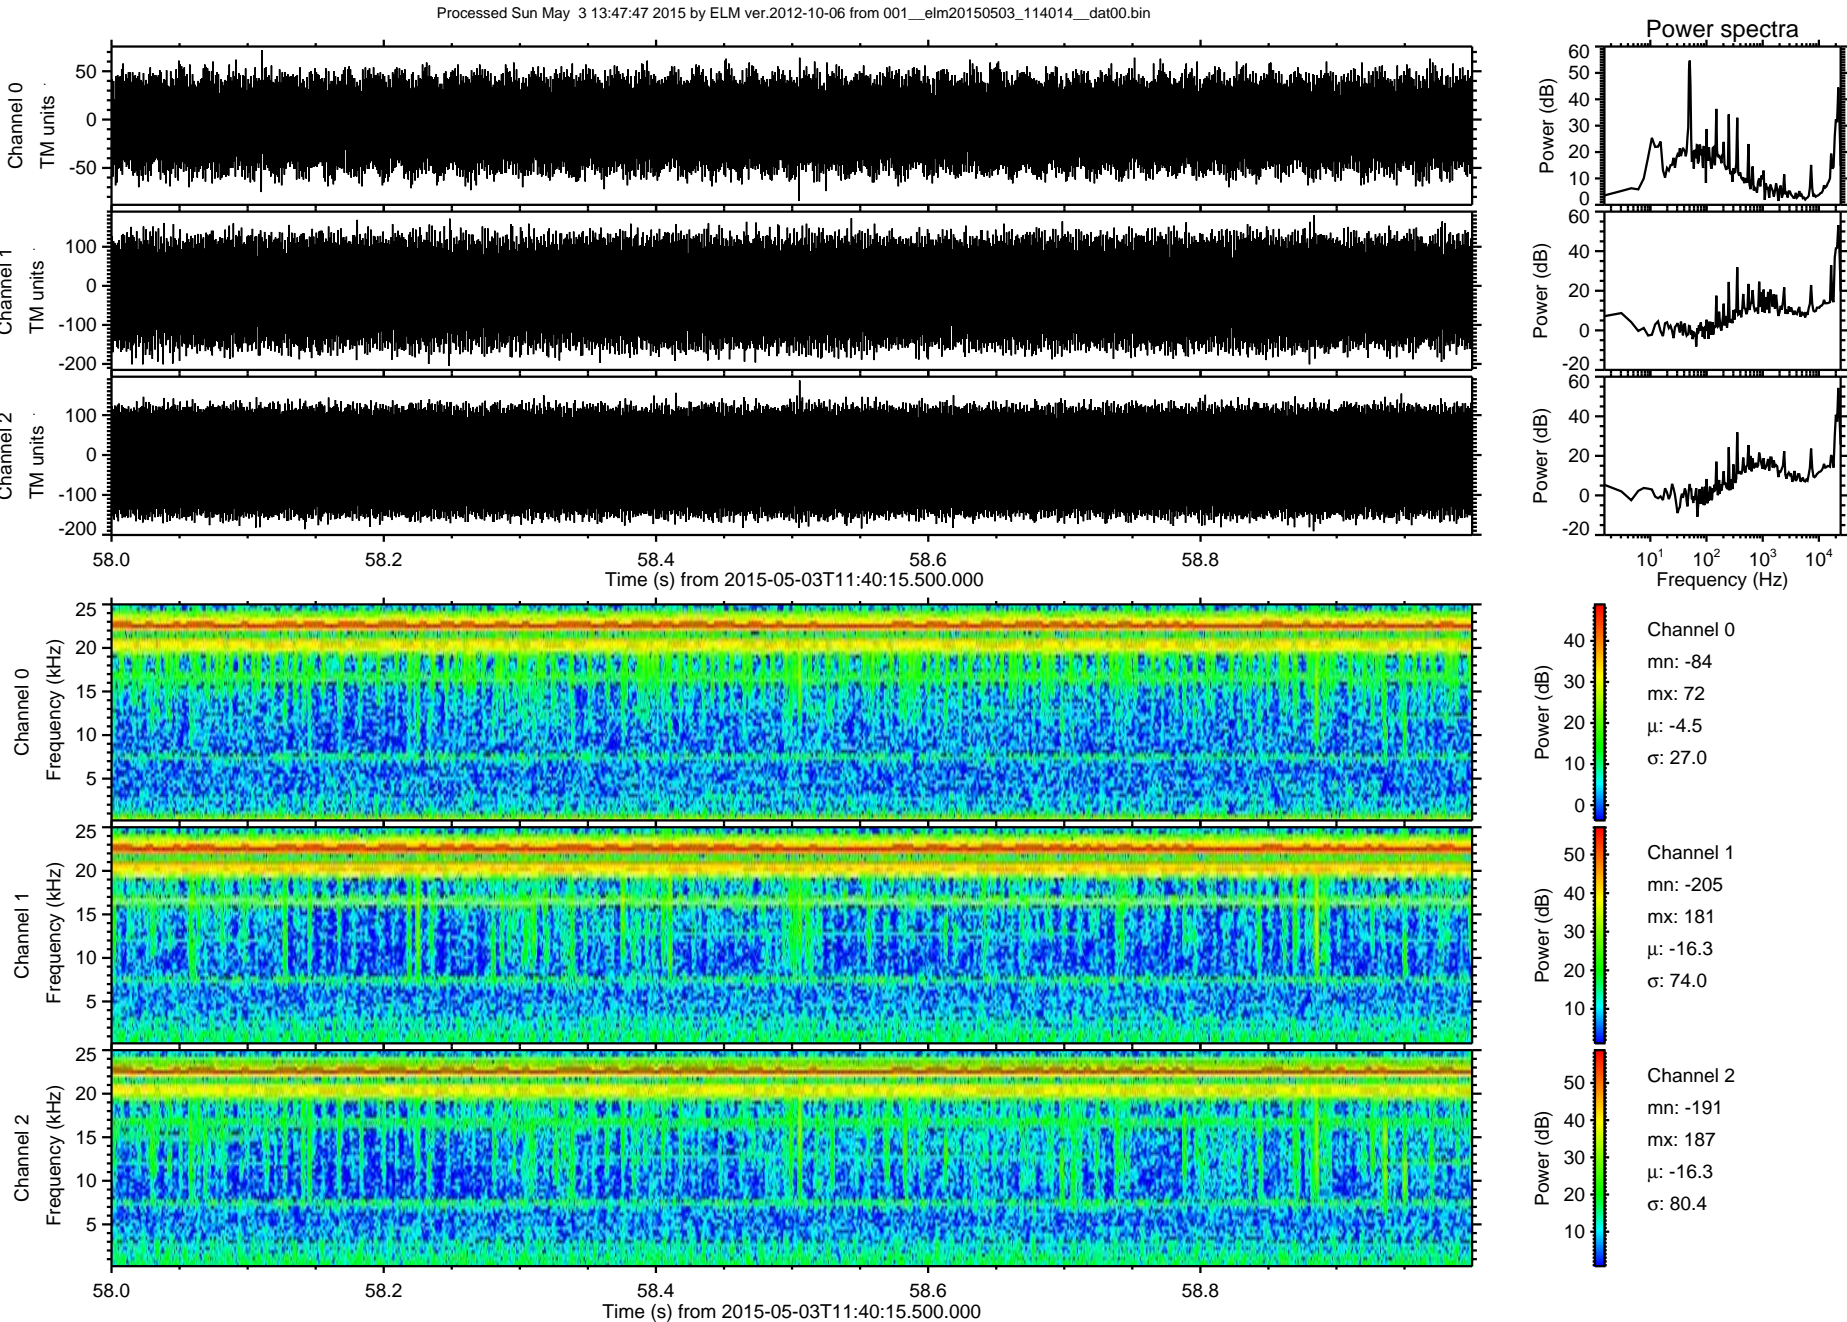 Processed Sun May  3 13:47:47 2015 by ELM ver.2012-10-06 from 001__elm20150503_114014__dat00.bin
Power spectra
Channel 0
TM units
50
0
-50
Power (dB)
60
50
40
30
20
10
0
Channel 1
TM units
100
0
-100
-200
Power (dB)
60
40
20
0
-20
Channel 2
TM units
100
0
-100
-200
Power (dB)
60
40
20
0
-20
58.0 58.2 58.4 58.6 58.8
Time (s) from 2015-05-03T11:40:15.500.000
10^1 10^2 10^3 10^4
Frequency (Hz)
Channel 0
Frequency (kHz)
25
20
15
10
5
Power (dB)
40
30
20
10
0
Channel 0
mn: -84
mx: 72
μ: -4.5
σ: 27.0
Channel 1
Frequency (kHz)
25
20
15
10
5
Power (dB)
50
40
30
20
10
Channel 1
mn: -205
mx: 181
μ: -16.3
σ: 74.0
Channel 2
Frequency (kHz)
25
20
15
10
5
Power (dB)
50
40
30
20
10
Channel 2
mn: -191
mx: 187
μ: -16.3
σ: 80.4
58.0 58.2 58.4 58.6 58.8
Time (s) from 2015-05-03T11:40:15.500.000